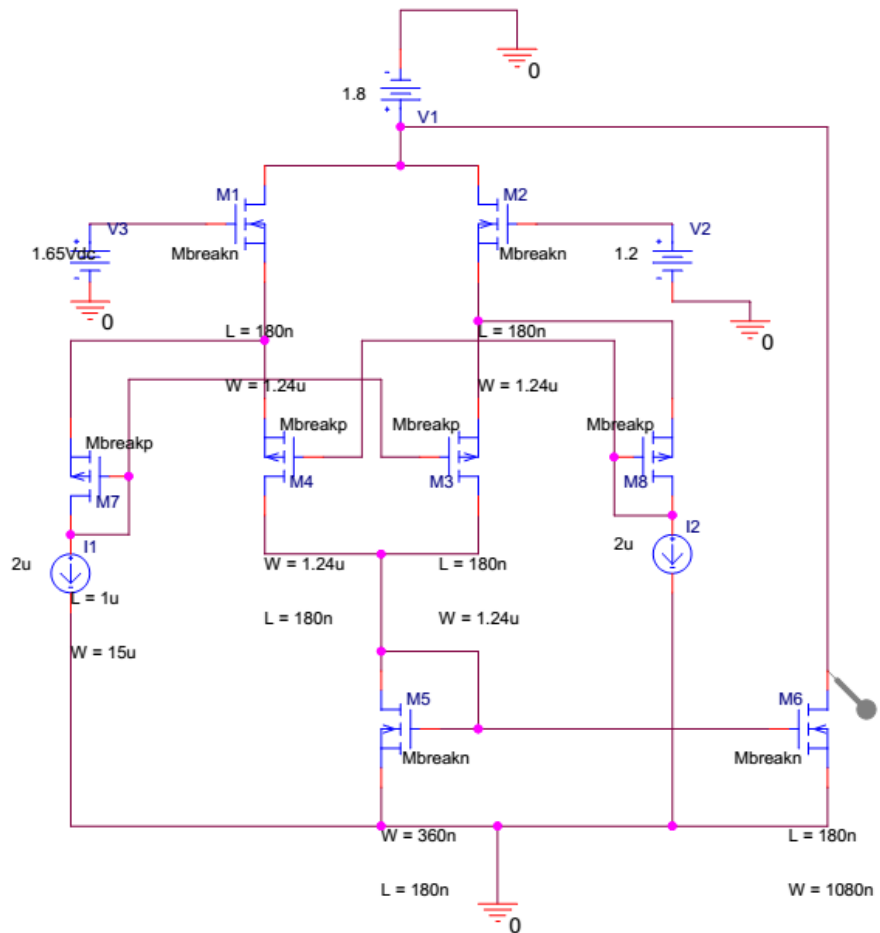 0
1.8
V1
M1
M2
V3
V2
1.65Vdc
Mbreakn
Mbreakn
1.2
0
0
L = 180n
L = 180n
W = 1.24u
W = 1.24u
Mbreakp
Mbreakp
Mbreakp
Mbreakp
M7
M4
M3
M8
I1
I2
2u
2u
W = 1.24u
L = 180n
L = 1u
L = 180n
W = 1.24u
W = 15u
M5
M6
Mbreakn
Mbreakn
W = 360n
L = 180n
L = 180n
W = 1080n
0